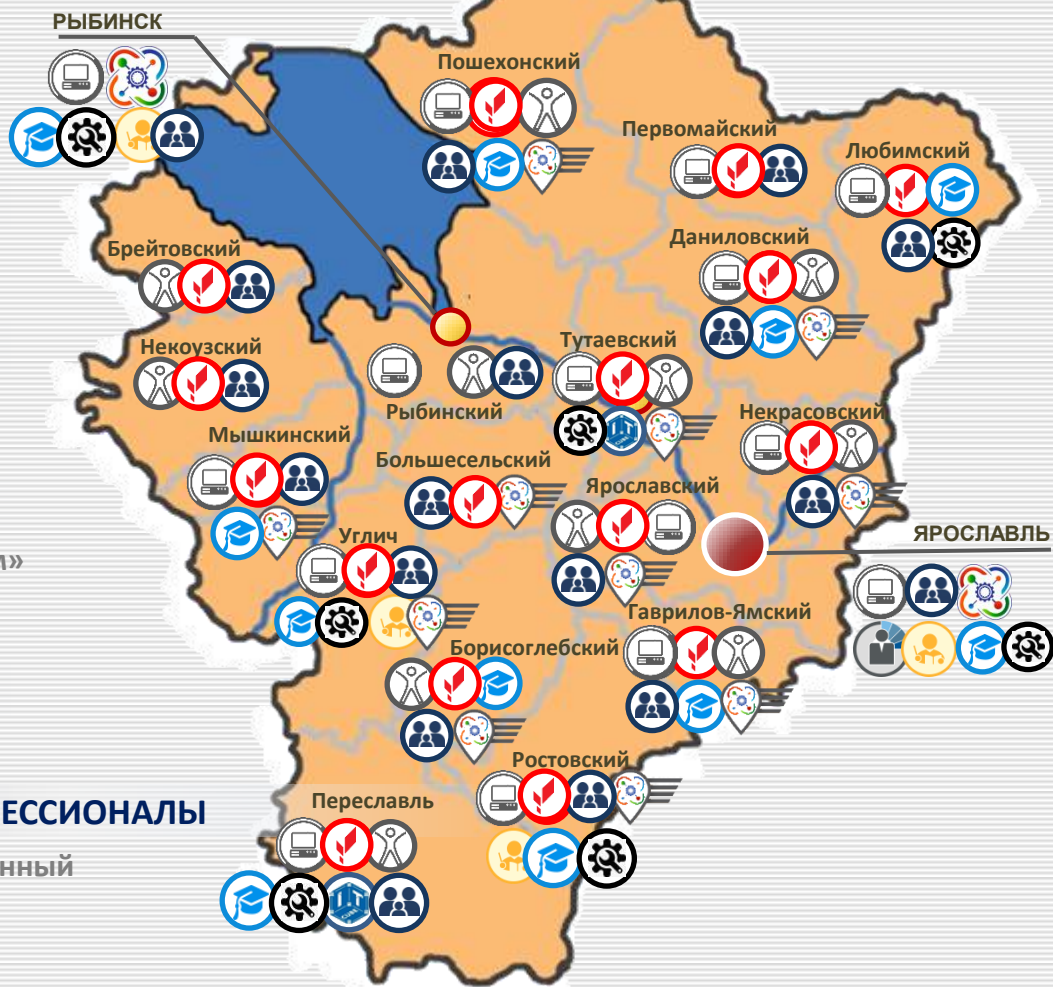 РЫБИНСК
Пошехонский
Первомайский
Любимский
Даниловский
Брейтовский
Некоузский
Тутаевский
Рыбинский
Некрасовский
Мышкинский
Большесельский
Ярославский
ЯРОСЛАВЛЬ
Углич
Гаврилов-Ямский
Борисоглебский
Ростовский
Переславль
ЕССИОНАЛЫ
нный